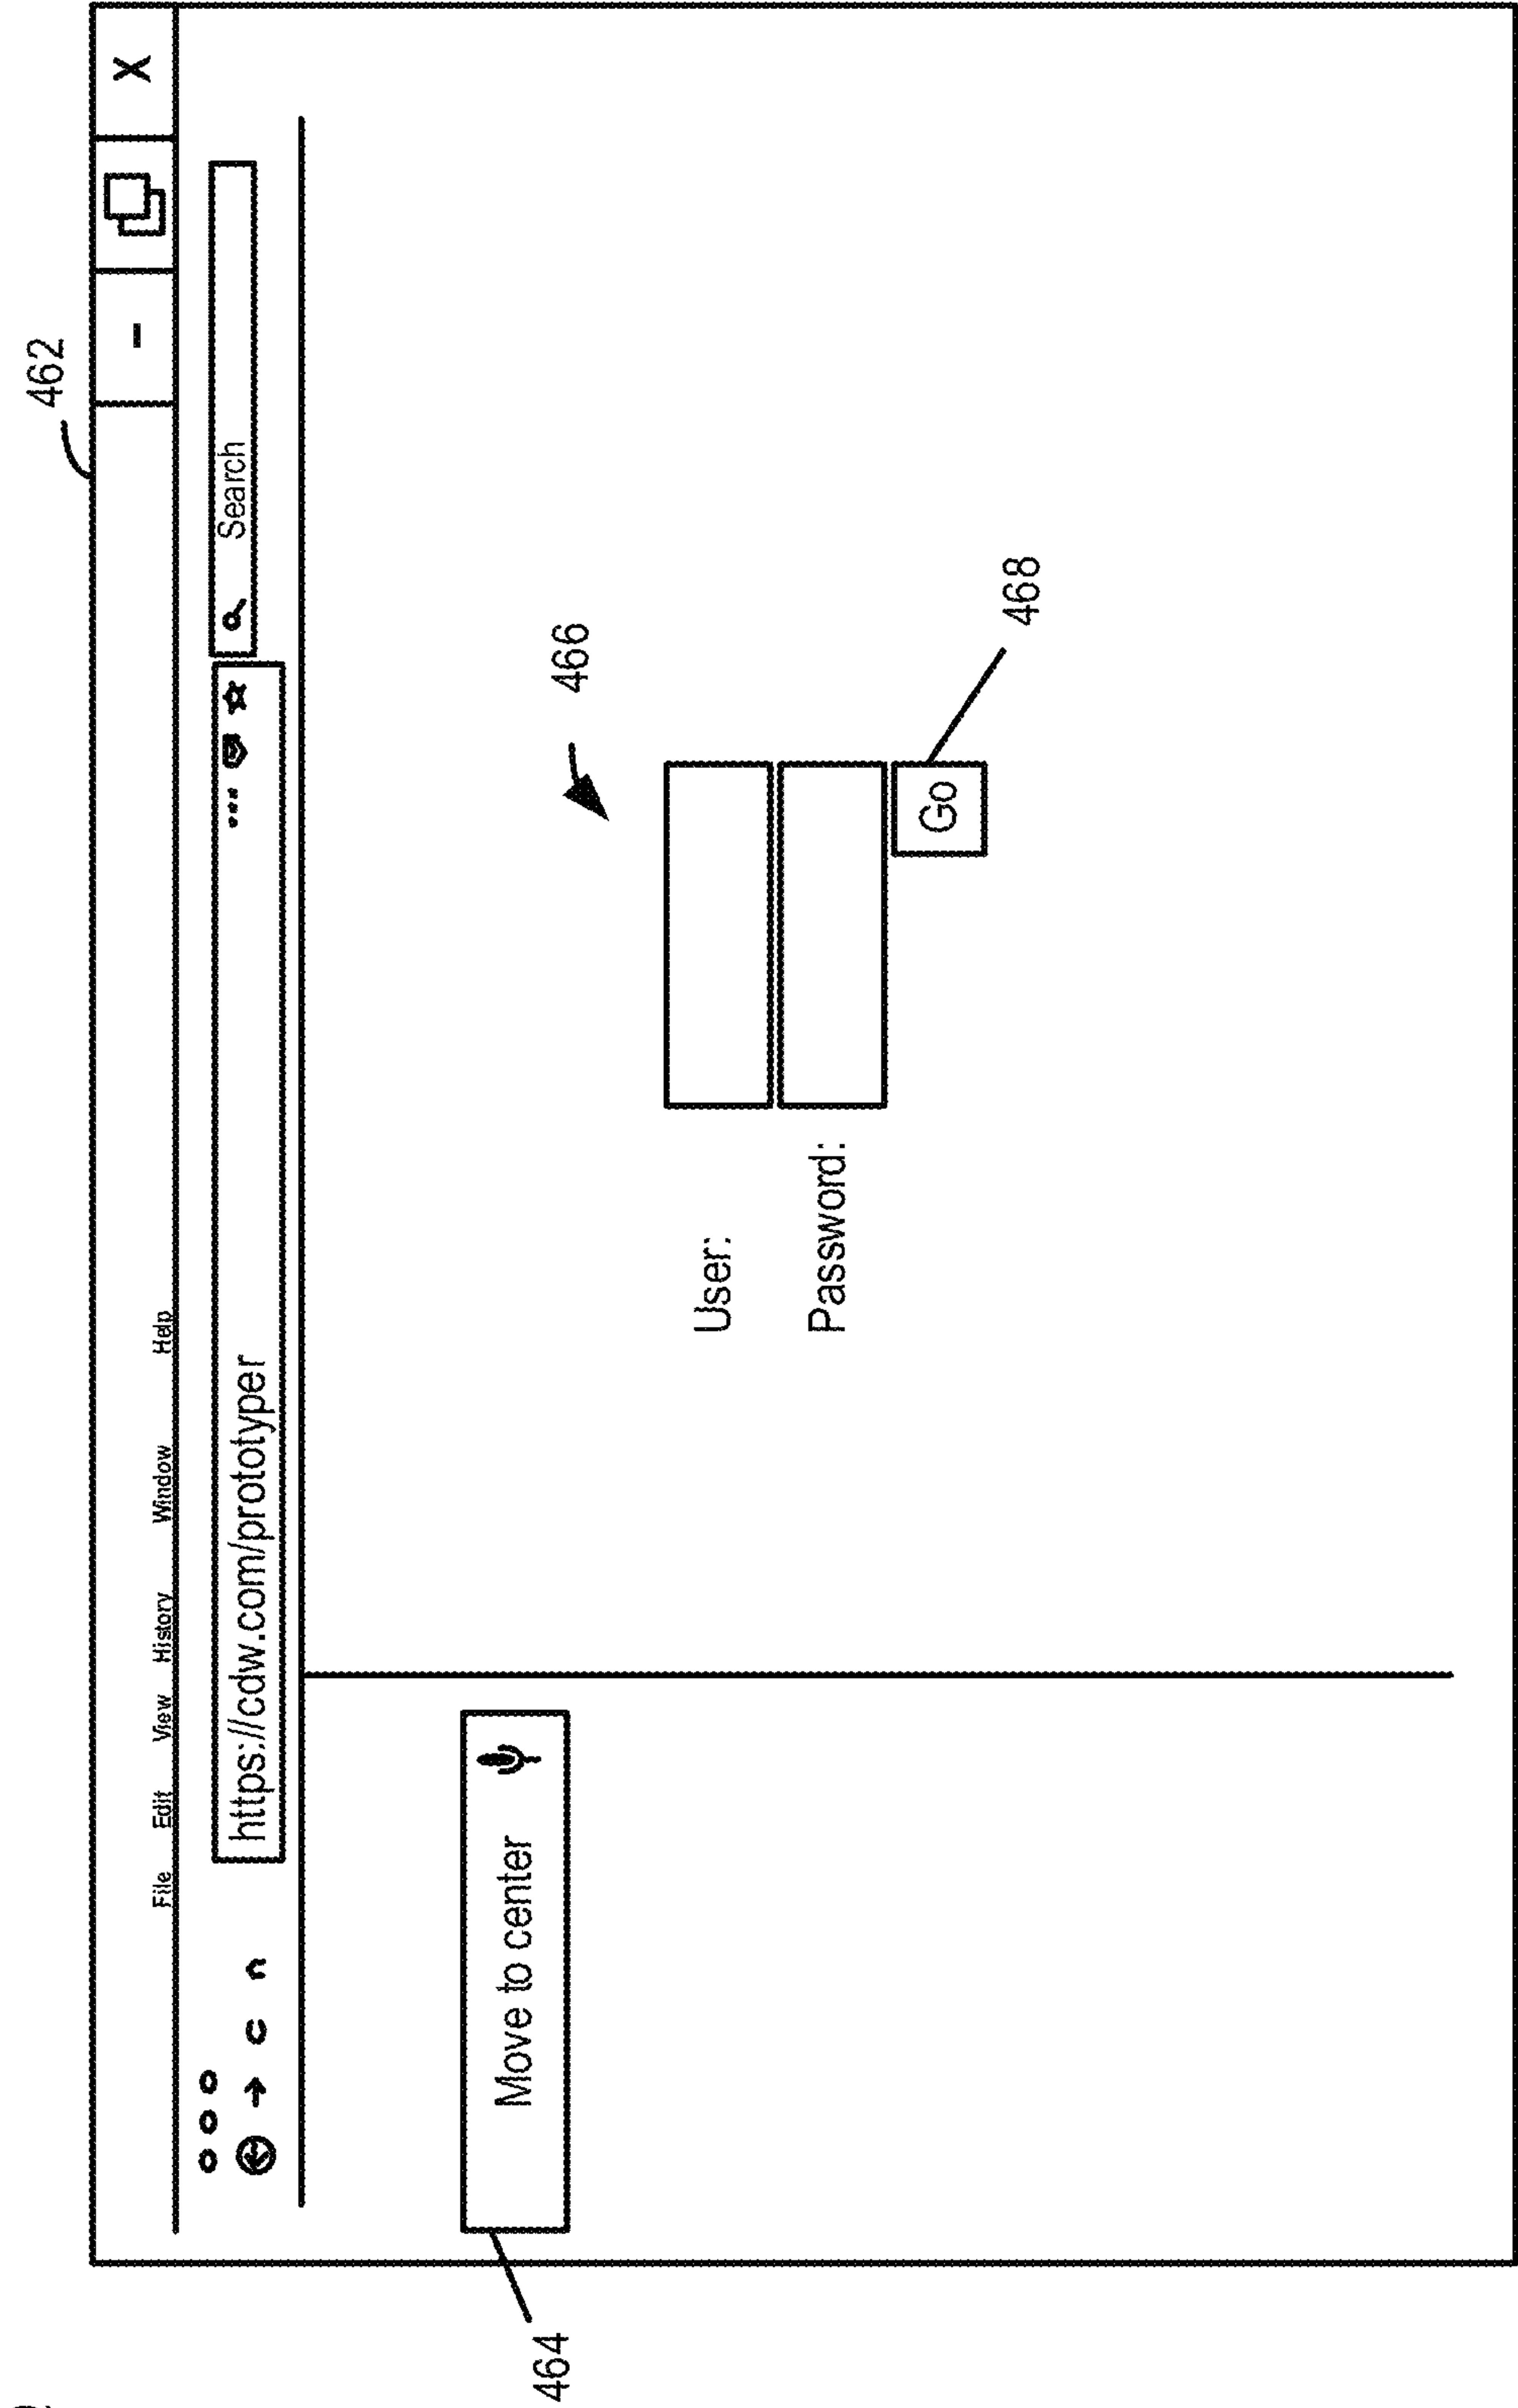 462
X
File Edit View History Window Help
https://cdw.com/prototyper
Search
464
Move to center
466
User:
Password:
Go
468